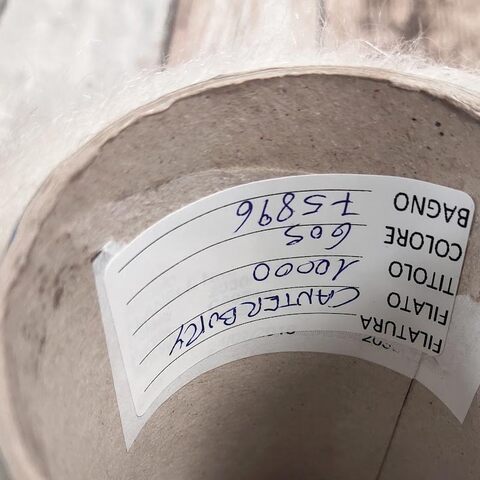 FILATURA
FILATO CANTERBURY
TITOLO 10000
COLORE 605
BAGNO 75896